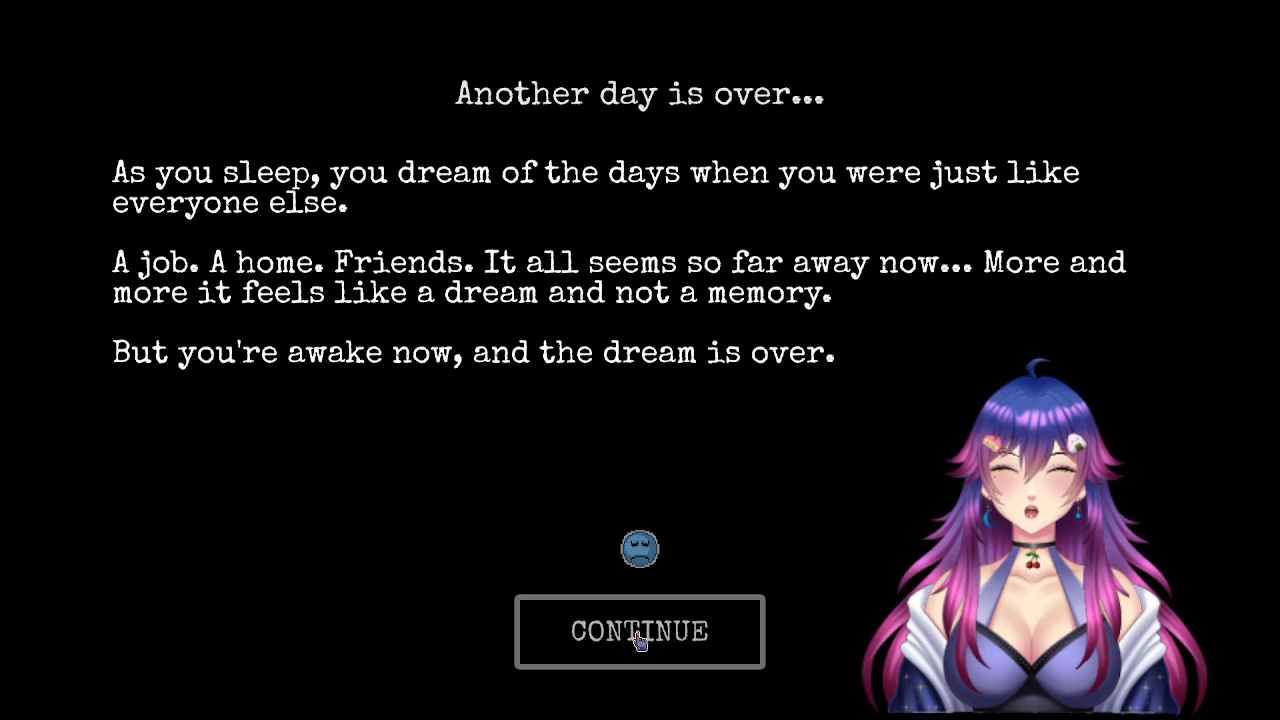 Another day is over...
As you sleep, you dream of the days when you were just like
everyone else.
A job. A home. Friends. It all seems so far away now... More and
more it feels like a dream and not a memory.
But you're awake now, and the dream is over.
CONTINUE